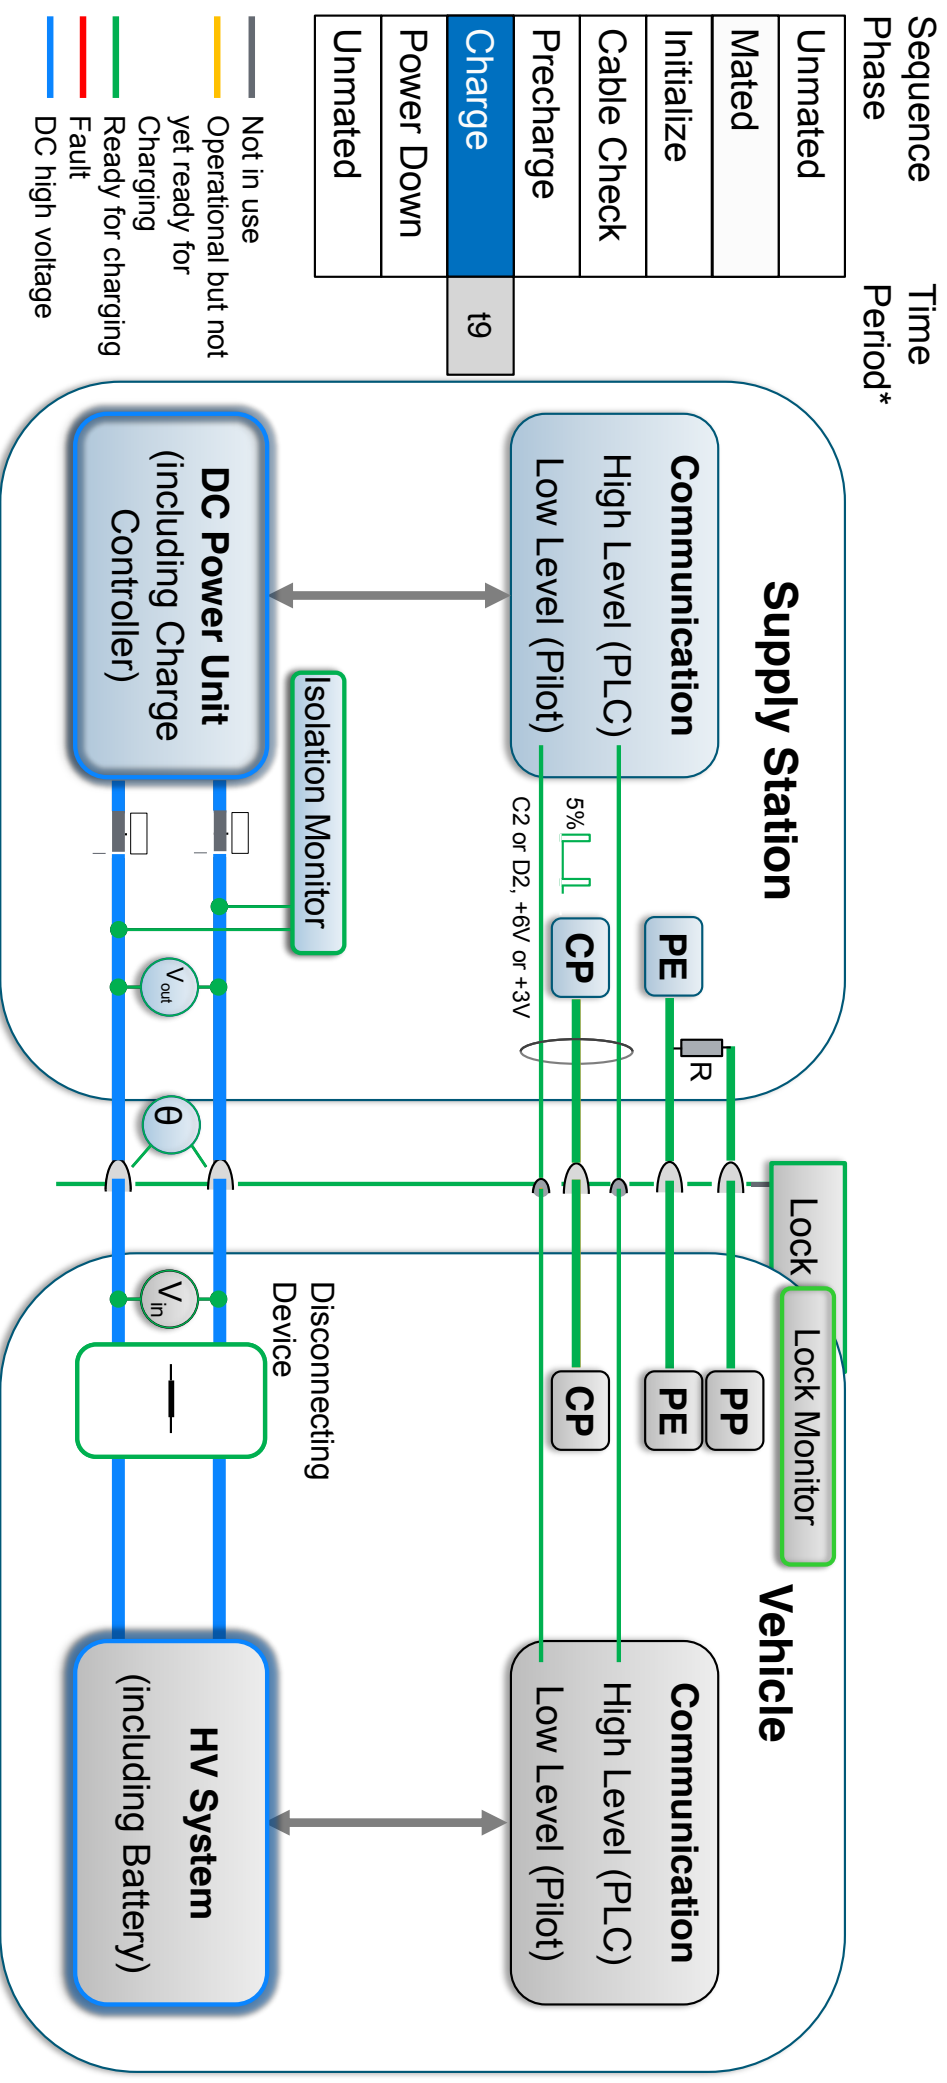 Sequence
Phase
Time
Period*
Unmated
Mated
Initialize
Cable Check
Precharge
Charge
t9
Power Down
Unmated
Not in use
Operational but not
yet ready for
Charging
Ready for charging
Fault
DC high voltage
Supply Station
Communication
High Level (PLC)
Low Level (Pilot)
5%
C2 or D2, +6V or +3V
PE
CP
R
Isolation Monitor
DC Power Unit
(including Charge
Controller)
Vout
θ
Lock
Lock Monitor
Vehicle
PP
PE
CP
Communication
High Level (PLC)
Low Level (Pilot)
Disconnecting
Device
Vin
HV System
(including Battery)